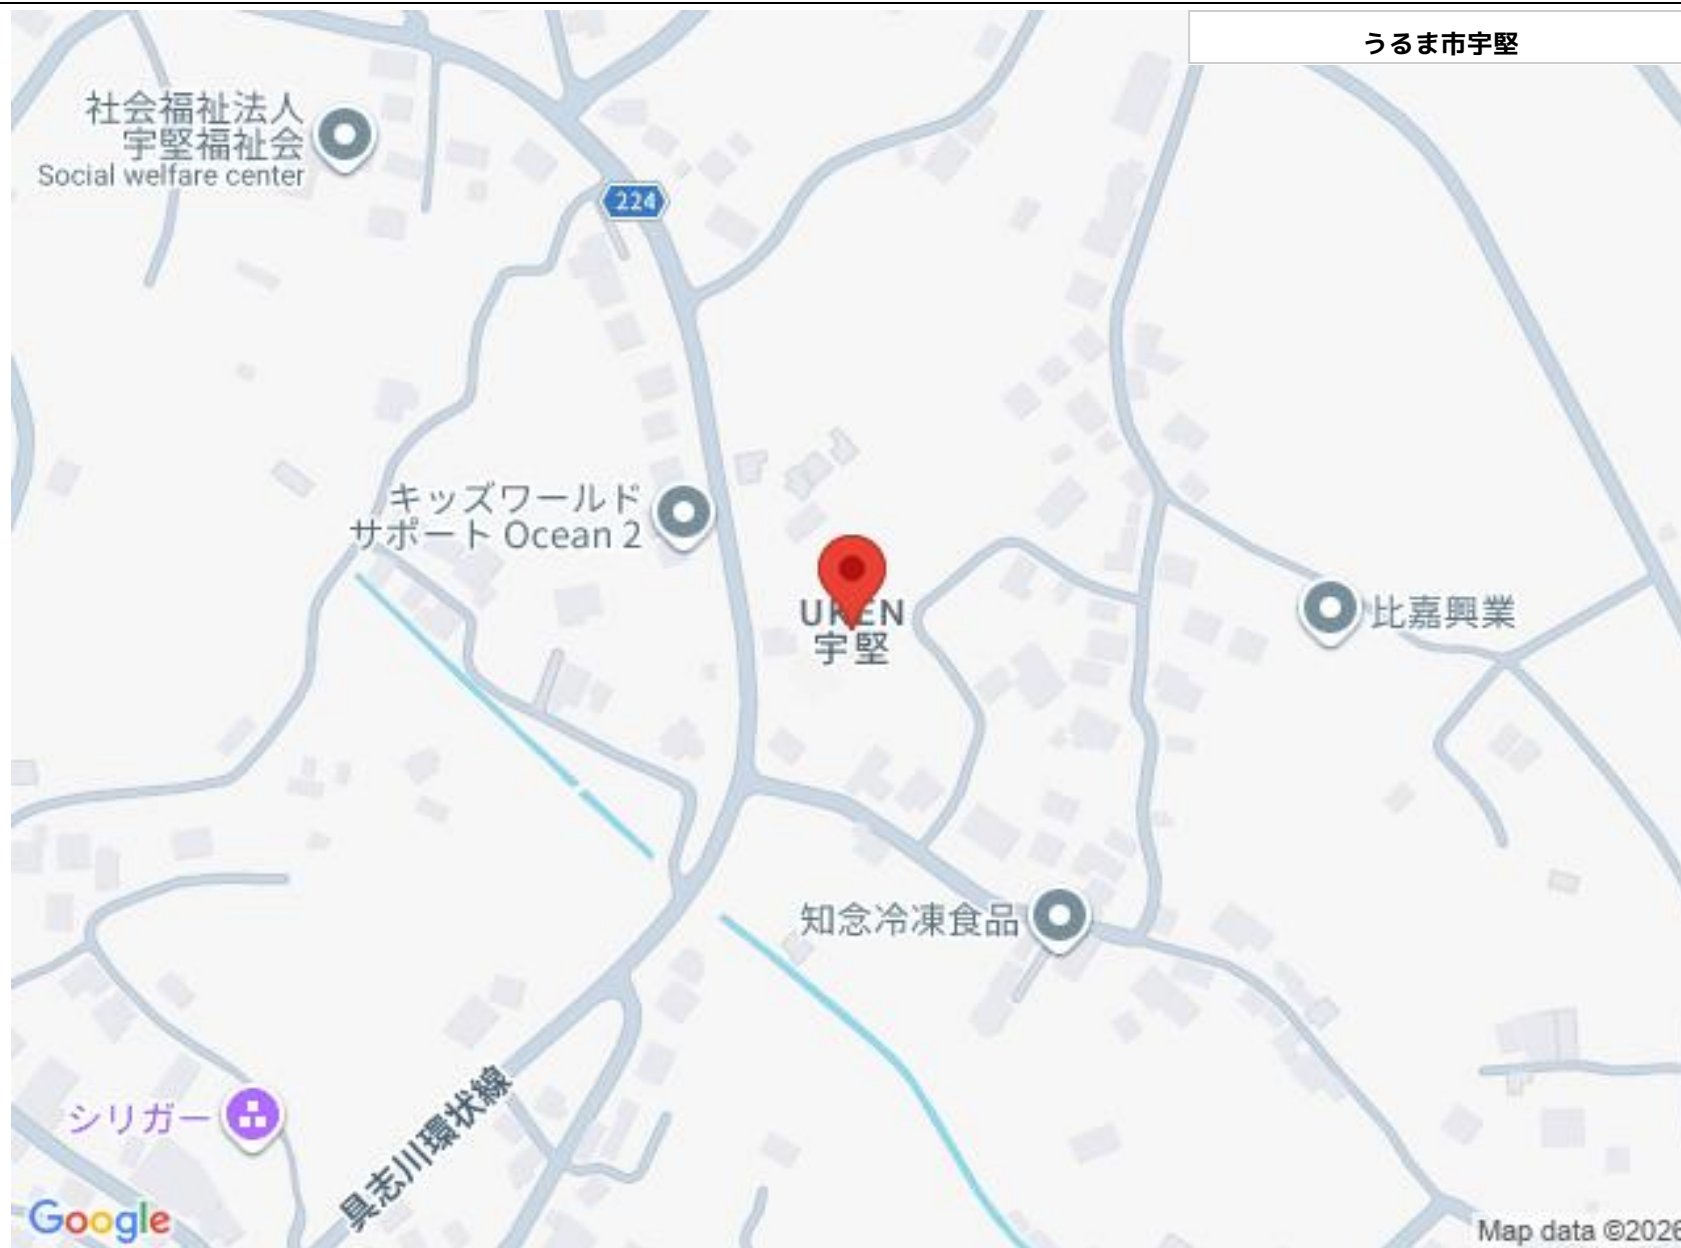 うるま市宇堅
社会福祉法人
宇堅福祉会
Social welfare center
224
キッズワールド
サポート Ocean 2
UKEN
宇堅
比嘉興業
知念冷凍食品
シリガー
具志川環状線
Google
Map data ©2026